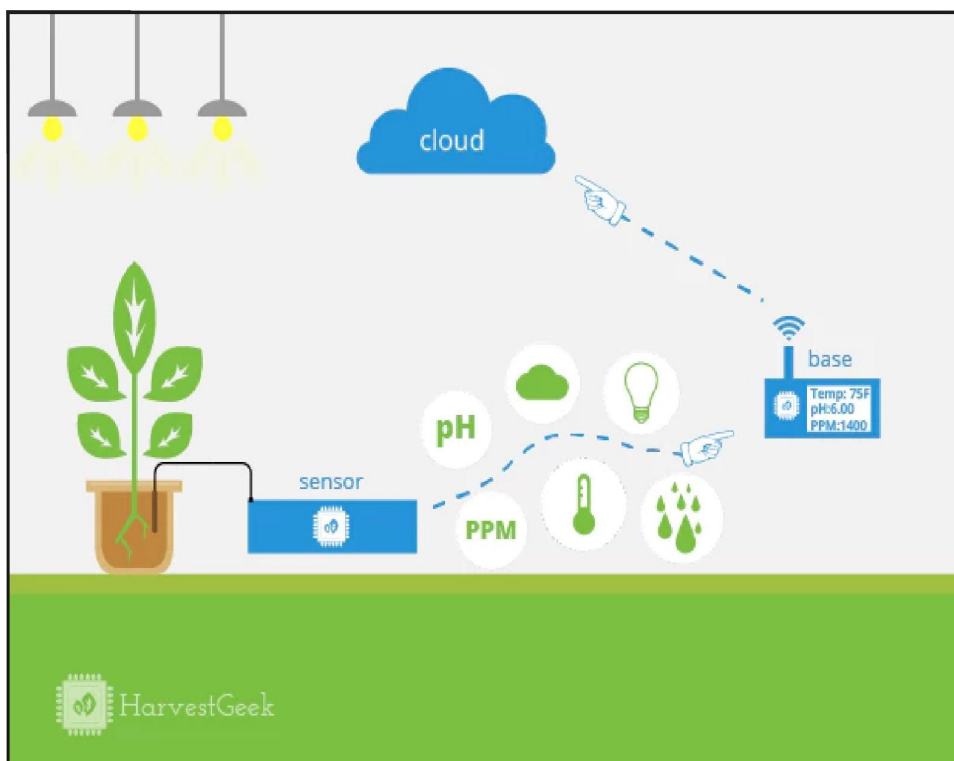 cloud
base
Temp: 75F
pH:6.00
PPM:1400
pH
sensor
PPM
HarvestGeek